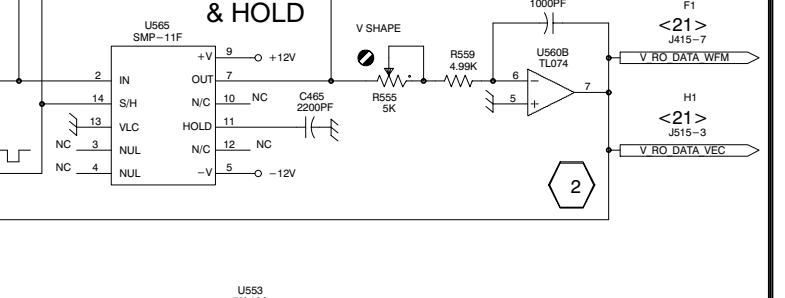 & HOLD
1000PF
F1
<21>
J415-7
V_RO_DATA_WFM
U565
SMP-11F
V SHAPE
R559
4.99K
U560B
TL074
2 IN
+V 9 +12V
OUT 7
14 S/H
N/C 10 NC
13 VLC
HOLD 11
NC 3 NUL
N/C 12 NC
NC 4 NUL
-V 5 -12V
C465
2200PF
R555
5K
6 -
5 +
7
H1
<21>
J515-3
V_RO_DATA_VEC
2
U553